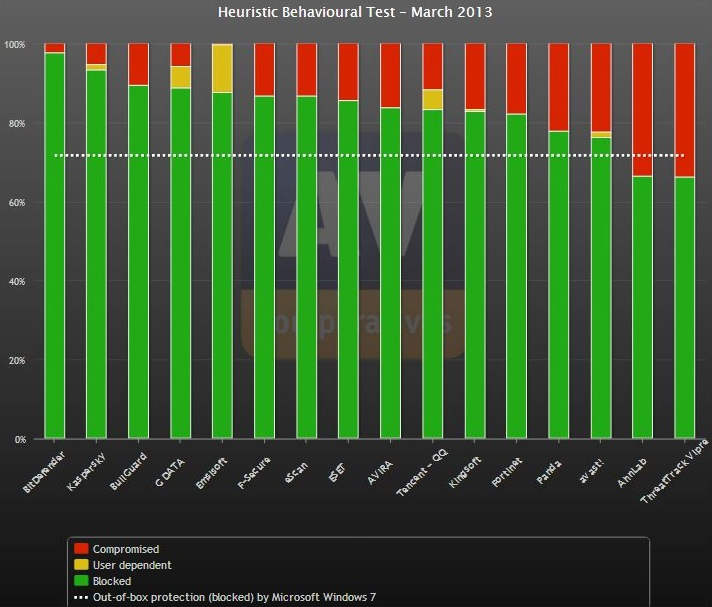 Heuristic Behavioural Test - March 2013
100%
80%
60%
40%
20%
0%
AV
comparatives
BitDefender
Kaspersky
BullGuard
G DATA
Emsisoft
F-Secure
eScan
ESET
AVIRA
Tencent - QQ
Kingsoft
Fortinet
Panda
avast!
AhnLab
ThreatTrack Vipre
Compromised
User dependent
Blocked
Out-of-box protection (blocked) by Microsoft Windows 7